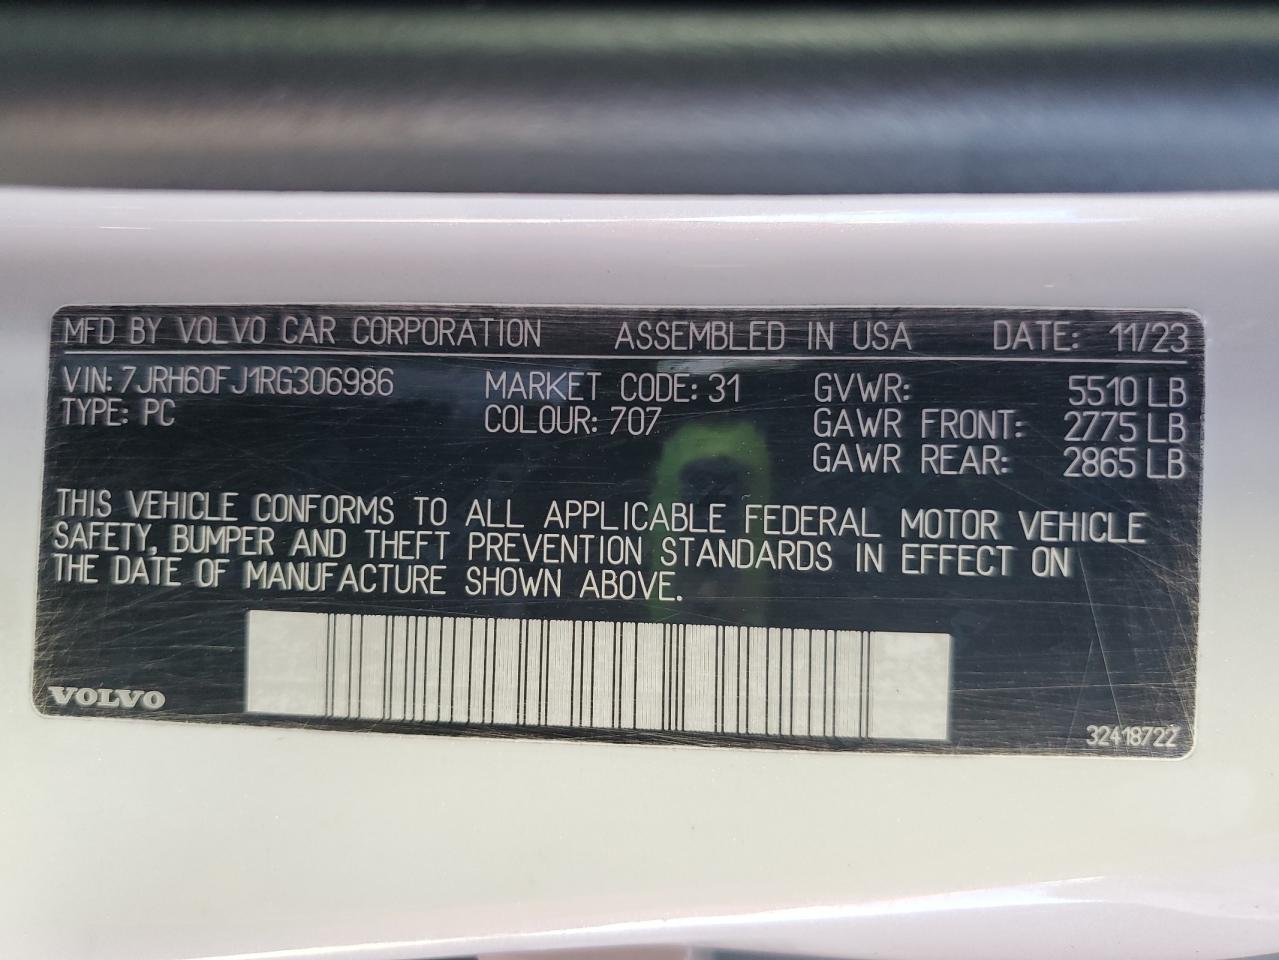 MFD BY VOLVO CAR CORPORATION ASSEMBLED IN USA DATE: 11/23
VIN: 7JRH60FJ1RG306986 MARKET CODE: 31 GVWR: 5510 LB
TYPE: PC COLOUR: 707 GAWR FRONT: 2775 LB
GAWR REAR: 2865 LB
THIS VEHICLE CONFORMS TO ALL APPLICABLE FEDERAL MOTOR VEHICLE
SAFETY, BUMPER AND THEFT PREVENTION STANDARDS IN EFFECT ON
THE DATE OF MANUFACTURE SHOWN ABOVE.
VOLVO
32418722